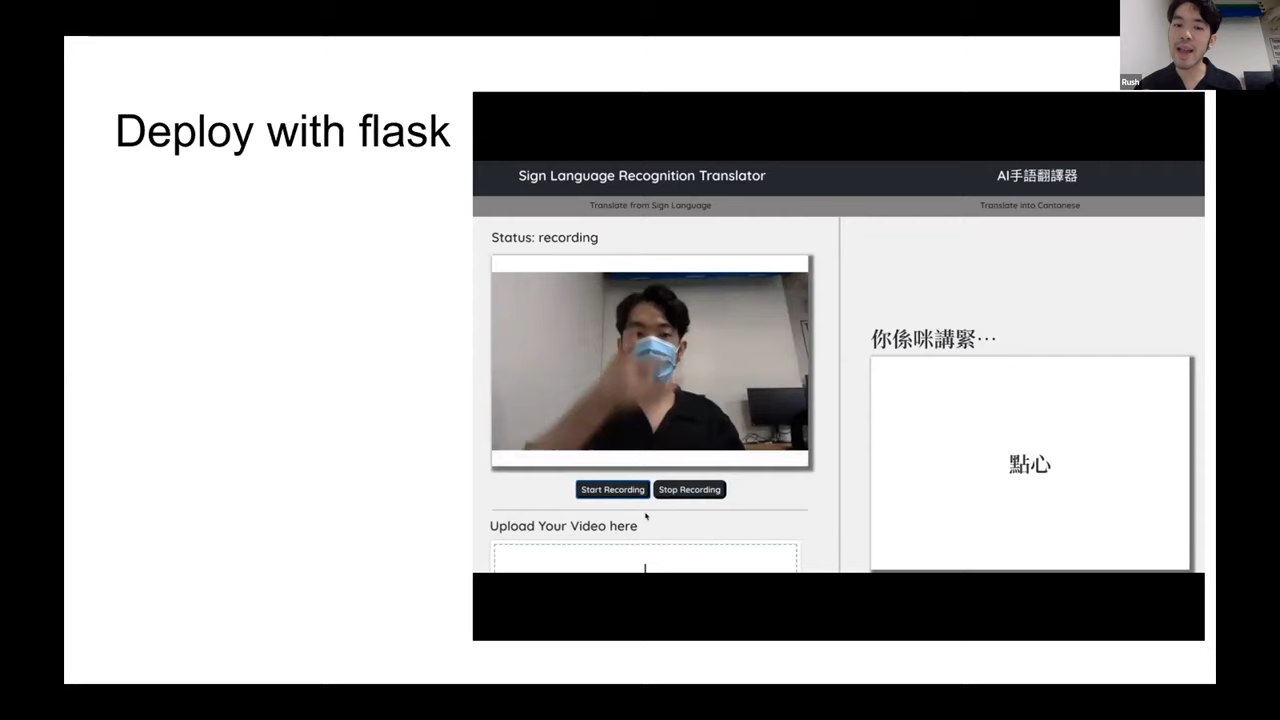 Rush
Deploy with flask
Sign Language Recognition Translator
AI手語翻譯器
Translate from Sign Language
Translate into Cantonese
Status: recording
你係咪講緊…
點心
Start Recording
Stop Recording
Upload Your Video here